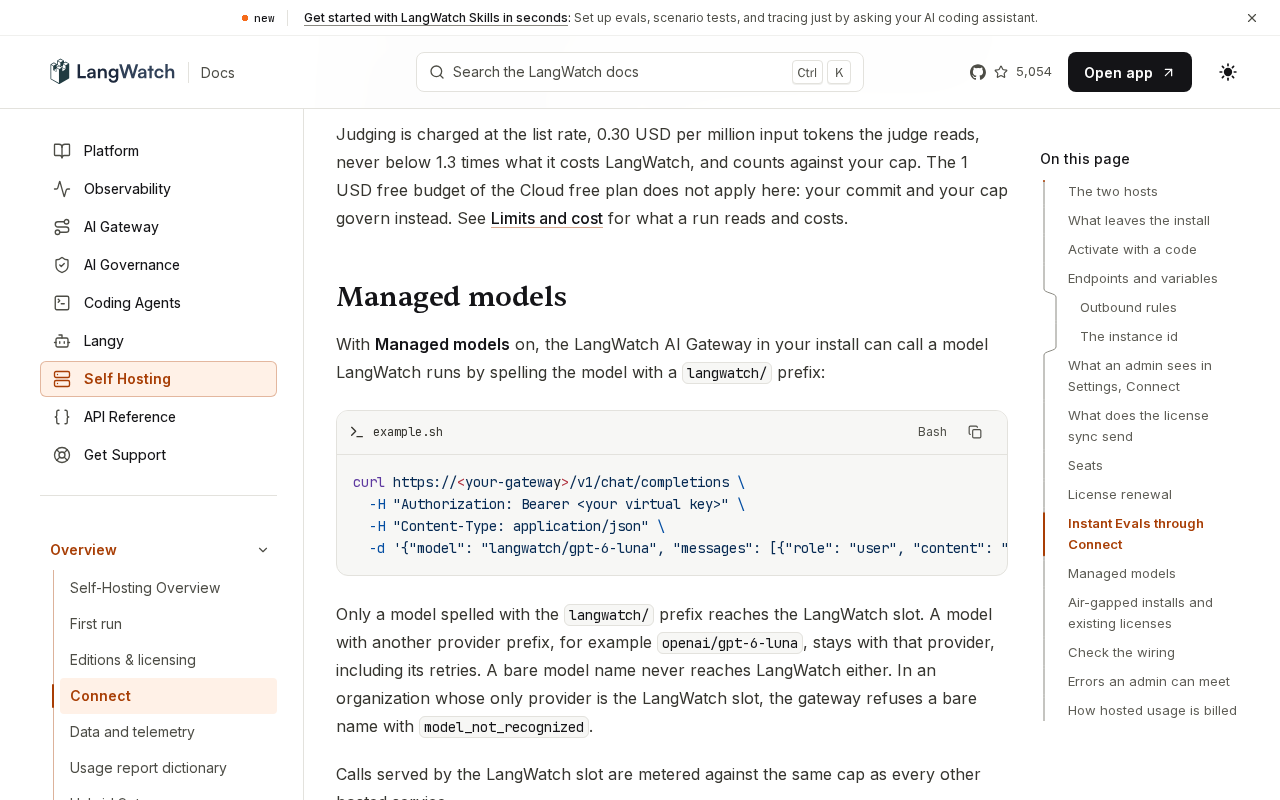 new
Get started with LangWatch Skills in seconds: Set up evals, scenario tests, and tracing just by asking your AI coding assistant.
LangWatch
Docs
Search the LangWatch docs
Ctrl
K
5,054
Open app
Platform
Observability
AI Gateway
AI Governance
Coding Agents
Langy
Self Hosting
API Reference
Get Support
Overview
Self-Hosting Overview
First run
Editions & licensing
Connect
Data and telemetry
Usage report dictionary
Judging is charged at the list rate, 0.30 USD per million input tokens the judge reads,
never below 1.3 times what it costs LangWatch, and counts against your cap. The 1
USD free budget of the Cloud free plan does not apply here: your commit and your cap
govern instead. See Limits and cost for what a run reads and costs.
Managed models
With Managed models on, the LangWatch AI Gateway in your install can call a model
LangWatch runs by spelling the model with a langwatch/ prefix:
example.sh
Bash
curl https://<your-gateway>/v1/chat/completions \
-H "Authorization: Bearer <your virtual key>" \
-H "Content-Type: application/json" \
-d '{"model": "langwatch/gpt-6-luna", "messages": [{"role": "user", "content": "
Only a model spelled with the langwatch/ prefix reaches the LangWatch slot. A model
with another provider prefix, for example openai/gpt-6-luna, stays with that provider,
including its retries. A bare model name never reaches LangWatch either. In an
organization whose only provider is the LangWatch slot, the gateway refuses a bare
name with model_not_recognized.
Calls served by the LangWatch slot are metered against the same cap as every other
hosted service
On this page
The two hosts
What leaves the install
Activate with a code
Endpoints and variables
Outbound rules
The instance id
What an admin sees in
Settings, Connect
What does the license
sync send
Seats
License renewal
Instant Evals through
Connect
Managed models
Air-gapped installs and
existing licenses
Check the wiring
Errors an admin can meet
How hosted usage is billed